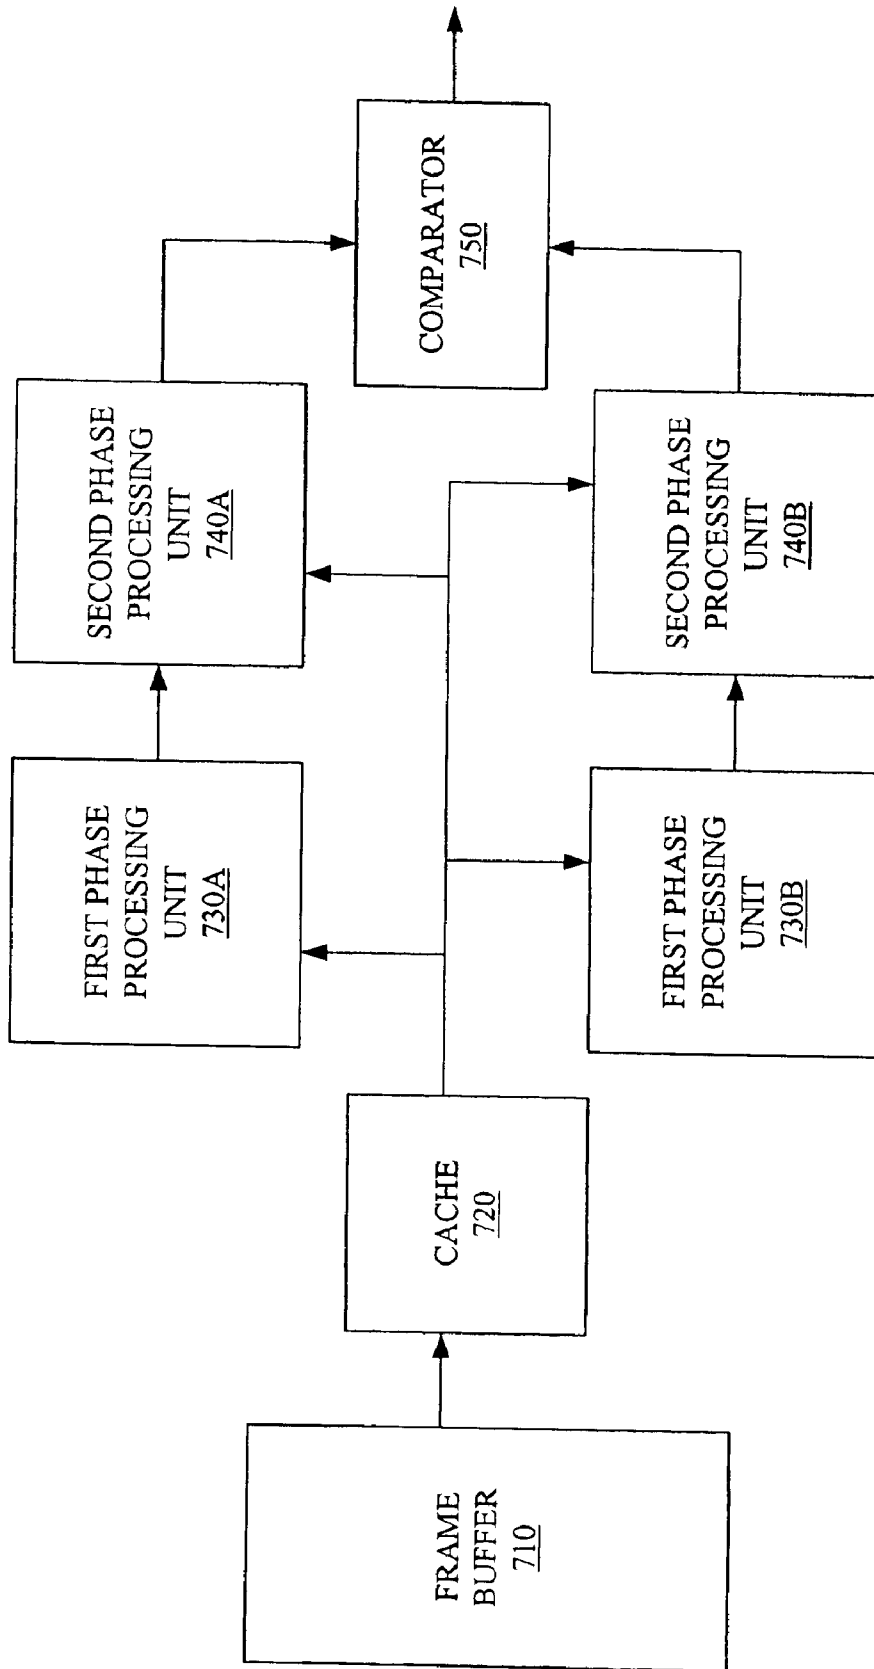 FRAME
BUFFER
710
CACHE
720
FIRST PHASE
PROCESSING
UNIT
730A
FIRST PHASE
PROCESSING
UNIT
730B
SECOND PHASE
PROCESSING
UNIT
740A
SECOND PHASE
PROCESSING
UNIT
740B
COMPARATOR
750